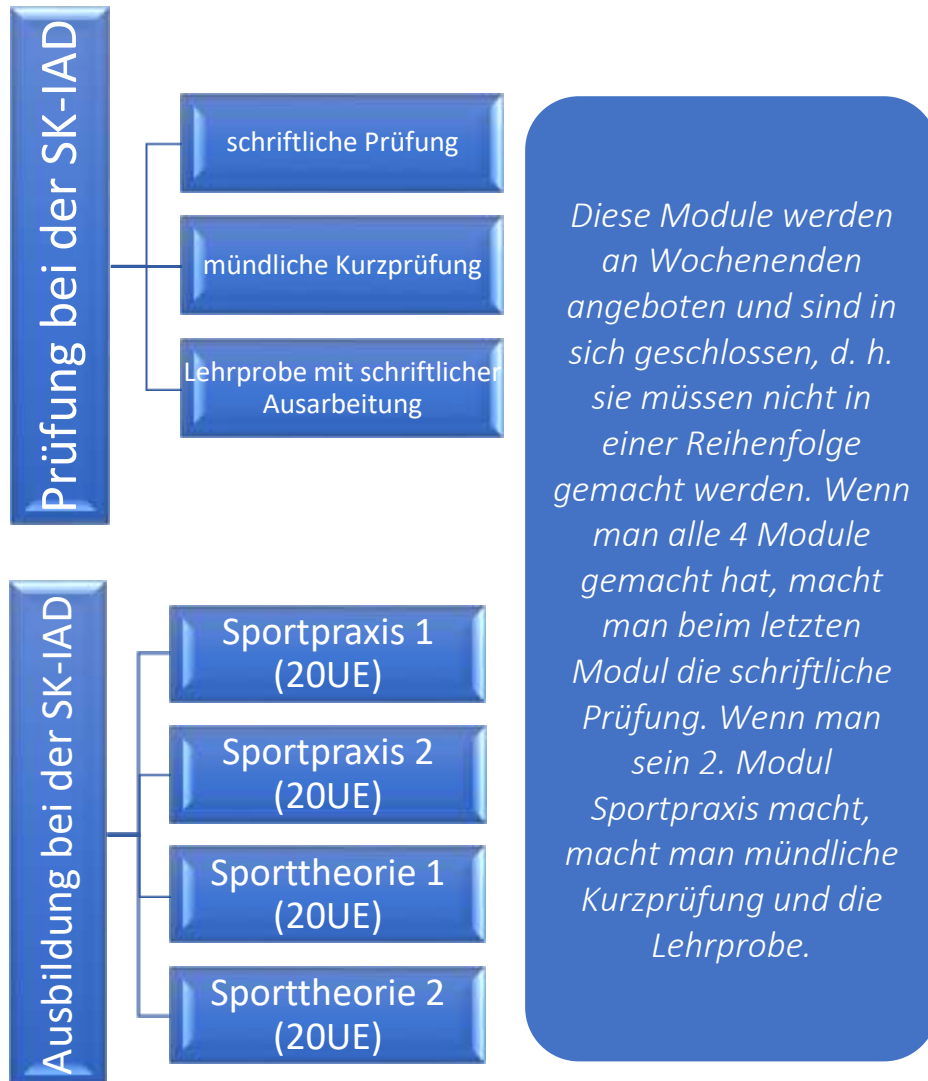 Prüfung bei der SK-IAD
schriftliche Prüfung
mündliche Kurzprüfung
Lehrprobe mit schriftlicher
Ausarbeitung
Ausbildung bei der SK-IAD
Sportpraxis 1
(20UE)
Sportpraxis 2
(20UE)
Sporttheorie 1
(20UE)
Sporttheorie 2
(20UE)
Diese Module werden
an Wochenenden
angeboten und sind in
sich geschlossen, d. h.
sie müssen nicht in
einer Reihenfolge
gemacht werden. Wenn
man alle 4 Module
gemacht hat, macht
man beim letzten
Modul die schriftliche
Prüfung. Wenn man
sein 2. Modul
Sportpraxis macht,
macht man mündliche
Kurzprüfung und die
Lehrprobe.